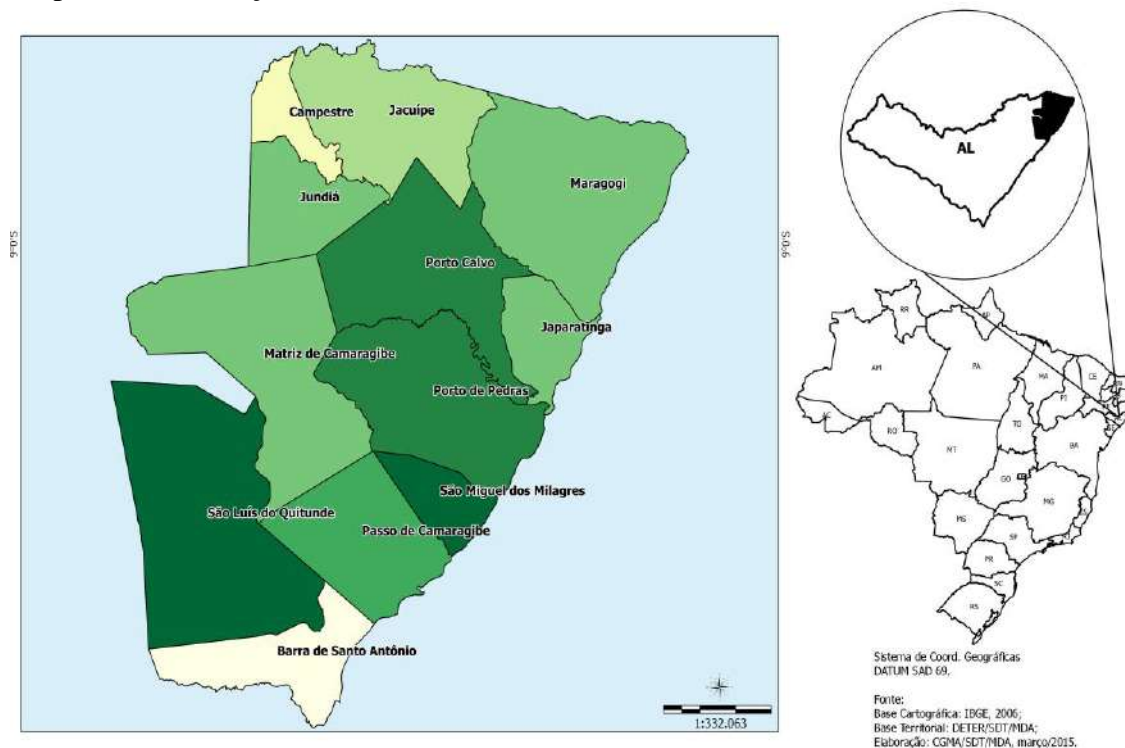 Campestre
Jacuípe
Jundiá
Maragogi
Porto Calvo
Japaratinga
Matriz de Camaragibe
Porto de Pedras
São Miguel dos Milagres
São Luís do Quitunde
Passo de Camaragibe
Barra de Santo Antônio
9°0'S
9°0'S
1:332.063
AL
RR
AP
AM
PA
MA
CE
PI
AC
RO
TO
MT
BA
GO
MG
MS
SP
PR
SC
RS
Sistema de Coord. Geográficas
DATUM SAD 69.
Fonte:
Base Cartográfica: IBGE, 2006;
Base Territorial: DETER/SDT/MDA;
Elaboração: CGMA/SDT/MDA, março/2015.